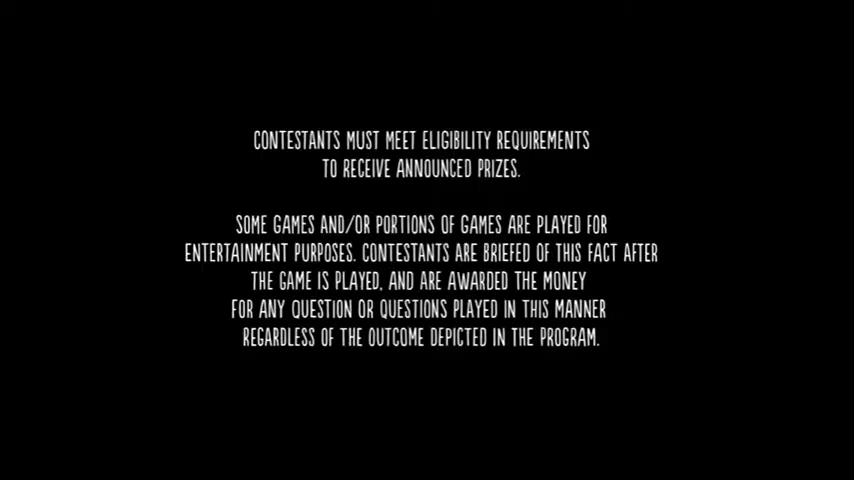 CONTESTANTS MUST MEET ELIGIBILITY REQUIREMENTS
TO RECEIVE ANNOUNCED PRIZES.
SOME GAMES AND/OR PORTIONS OF GAMES ARE PLAYED FOR
ENTERTAINMENT PURPOSES. CONTESTANTS ARE BRIEFED OF THIS FACT AFTER
THE GAME IS PLAYED, AND ARE AWARDED THE MONEY
FOR ANY QUESTION OR QUESTIONS PLAYED IN THIS MANNER
REGARDLESS OF THE OUTCOME DEPICTED IN THE PROGRAM.